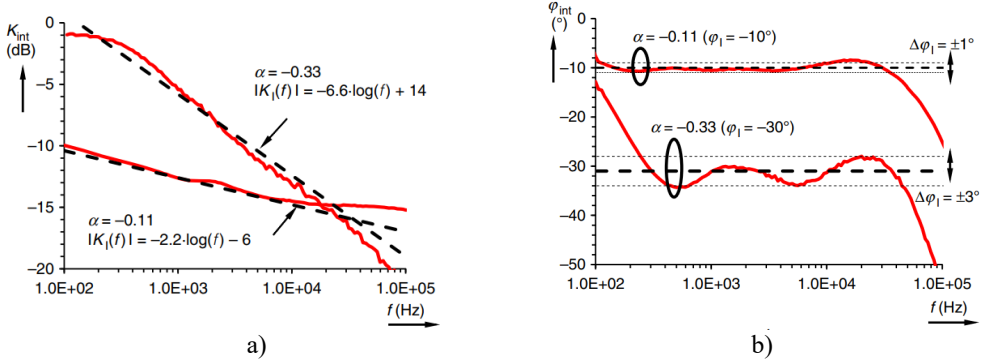 K_int
(dB)
0
−5
−10
−15
−20
α = −0.33
|K_I(f)| = −6.6·log(f) + 14
α = −0.11
|K_I(f)| = −2.2·log(f) − 6
1.0E+02
1.0E+03
1.0E+04
1.0E+05
f (Hz)
a)
φ_int
(°)
0
−10
−20
−30
−40
−50
α = −0.11 (φ_I = −10°)
Δφ_I = ±1°
α = −0.33 (φ_I = −30°)
Δφ_I = ±3°
1.0E+02
1.0E+03
1.0E+04
1.0E+05
f (Hz)
b)